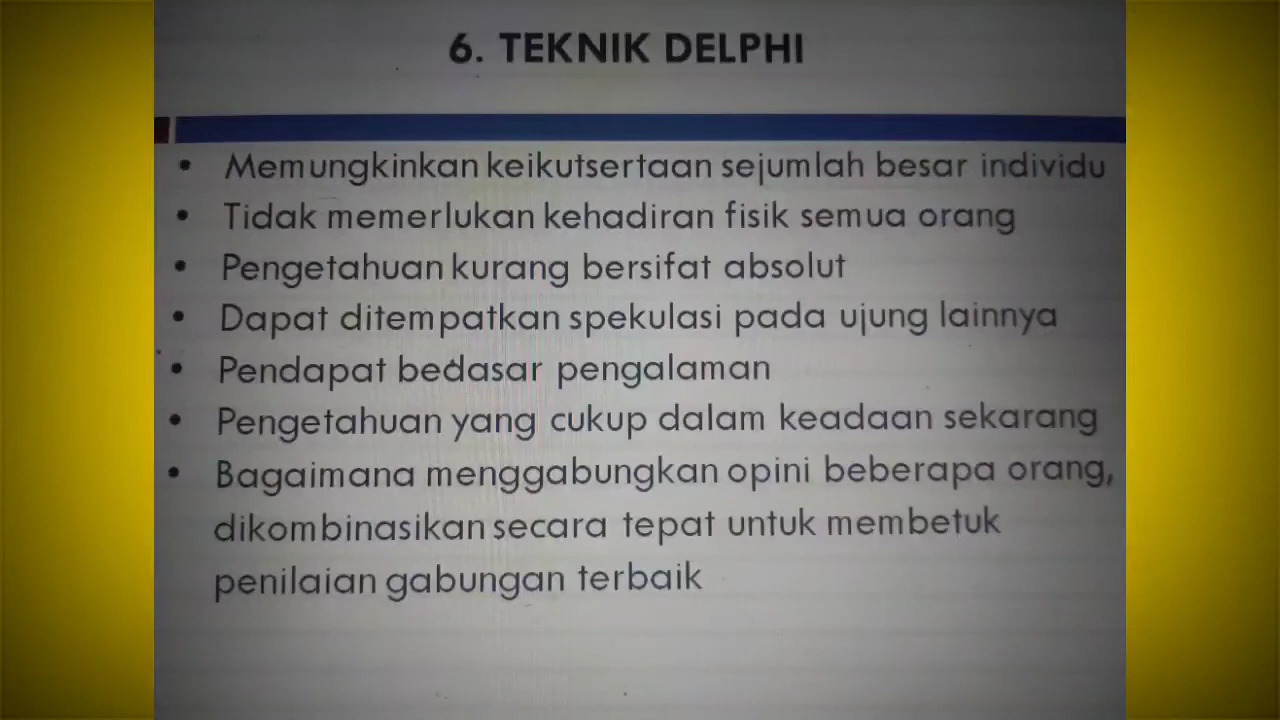 6. TEKNIK DELPHI
• Memungkinkan keikutsertaan sejumlah besar individu
• Tidak memerlukan kehadiran fisik semua orang
• Pengetahuan kurang bersifat absolut
• Dapat ditempatkan spekulasi pada ujung lainnya
• Pendapat bedasar pengalaman
• Pengetahuan yang cukup dalam keadaan sekarang
• Bagaimana menggabungkan opini beberapa orang,
dikombinasikan secara tepat untuk membetuk
penilaian gabungan terbaik